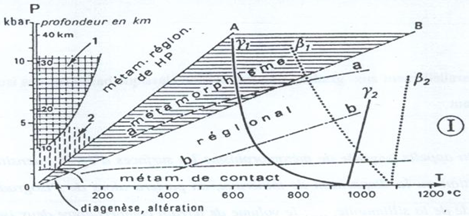 P
kbar profondeur en km
A
B
40 km
γ1
β1
1
30
10
métam. région.
de HP
a
β2
métamorphisme
γ2
20
5
2
a
b
régional
I
10
b
métam. de contact
T
0
200
400
600
800
1000
1200 °C
diagenèse, altération